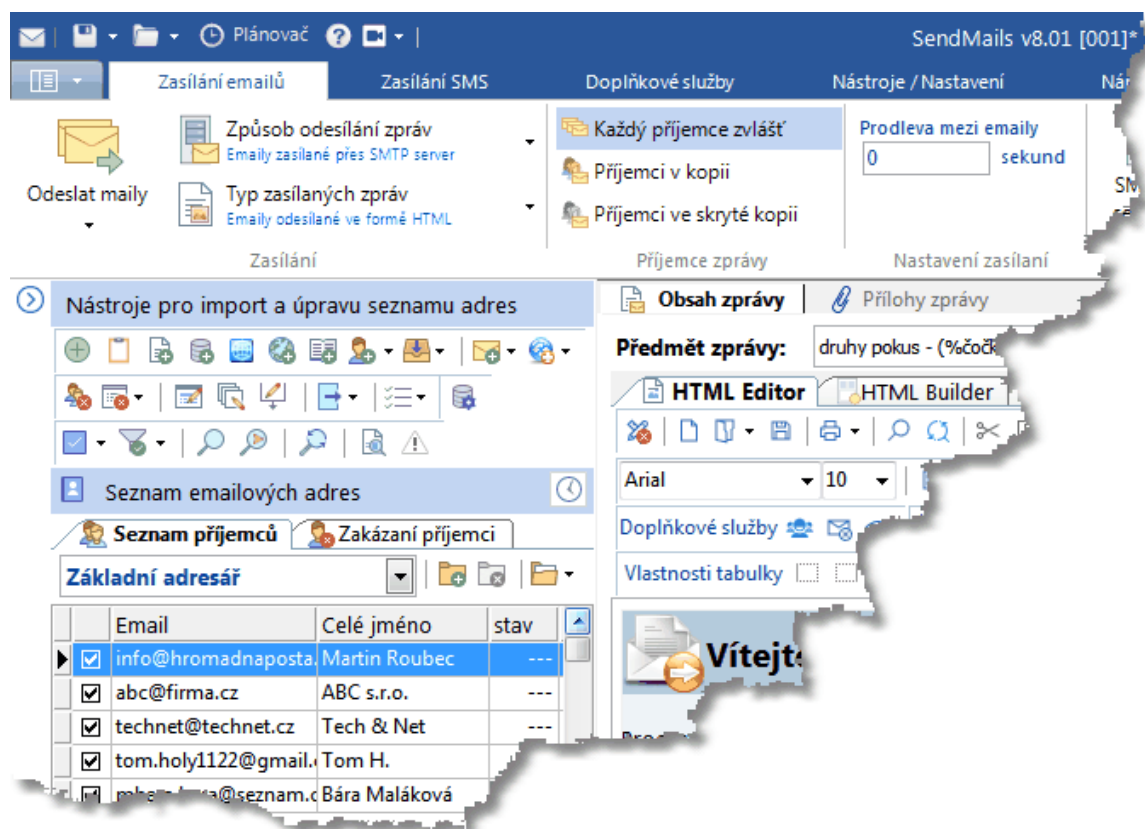 Plánovač
SendMails v8.01 [001]*
Zasílání emailů
Zasílání SMS
Doplňkové služby
Nástroje / Nastavení
Odeslat maily
Způsob odesílání zpráv
Emaily zasílané přes SMTP server
Typ zasílaných zpráv
Emaily odesílané ve formě HTML
Zasílání
Každý příjemce zvlášť
Příjemci v kopii
Příjemci ve skryté kopii
Příjemce zprávy
Prodleva mezi emaily
0 sekund
Nastavení zasílaní
Nástroje pro import a úpravu seznamu adres
Seznam emailových adres
Seznam příjemců
Zakázaní příjemci
Základní adresář
Email Celé jméno stav
info@hromadnaposta. Martin Roubec ---
abc@firma.cz ABC s.r.o. ---
technet@technet.cz Tech & Net ---
tom.holy1122@gmail. Tom H.
Bára Maláková
Obsah zprávy
Přílohy zprávy
Předmět zprávy: druhy pokus - (%čočk
HTML Editor
HTML Builder
Arial 10
Doplňkové služby
Vlastnosti tabulky
Vítejt